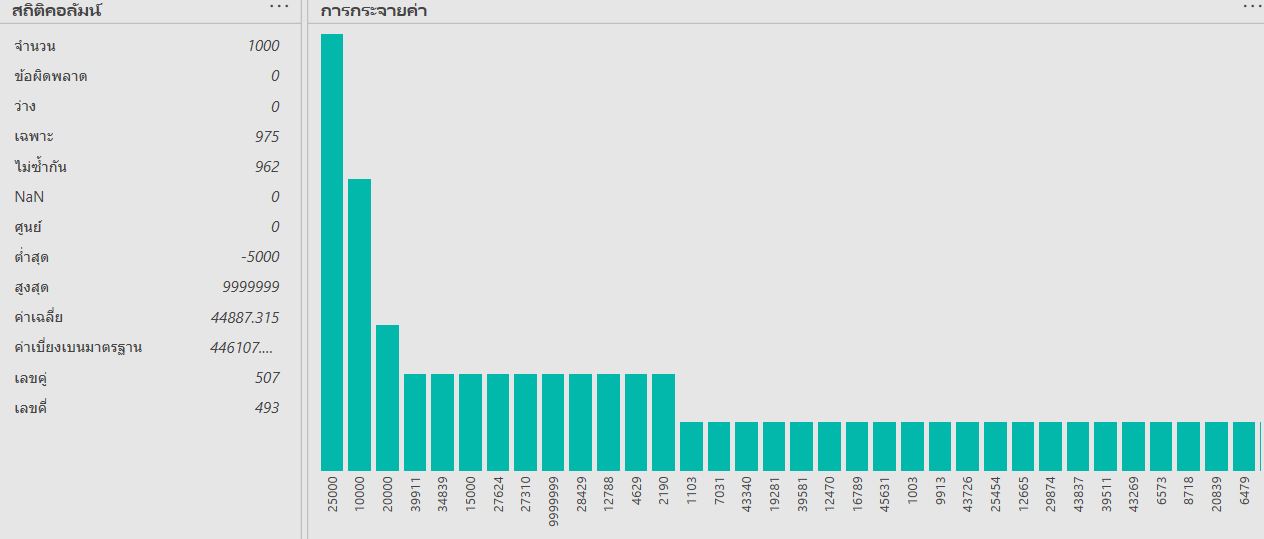 สถิติคอลัมน์ ...
จำนวน 1000
ข้อผิดพลาด 0
ว่าง 0
เฉพาะ 975
ไม่ซ้ำกัน 962
NaN 0
ศูนย์ 0
ต่ำสุด -5000
สูงสุด 9999999
ค่าเฉลี่ย 44887.315
ค่าเบี่ยงเบนมาตรฐาน 446107....
เลขคู่ 507
เลขคี่ 493
การกระจายค่า ...
25000
10000
20000
39911
34839
15000
27624
27310
9999999
28429
12788
4629
2190
1103
7031
43340
19281
39581
12470
16789
45631
1003
9913
43726
25454
12665
29874
43837
39511
43269
6573
8718
20839
6479